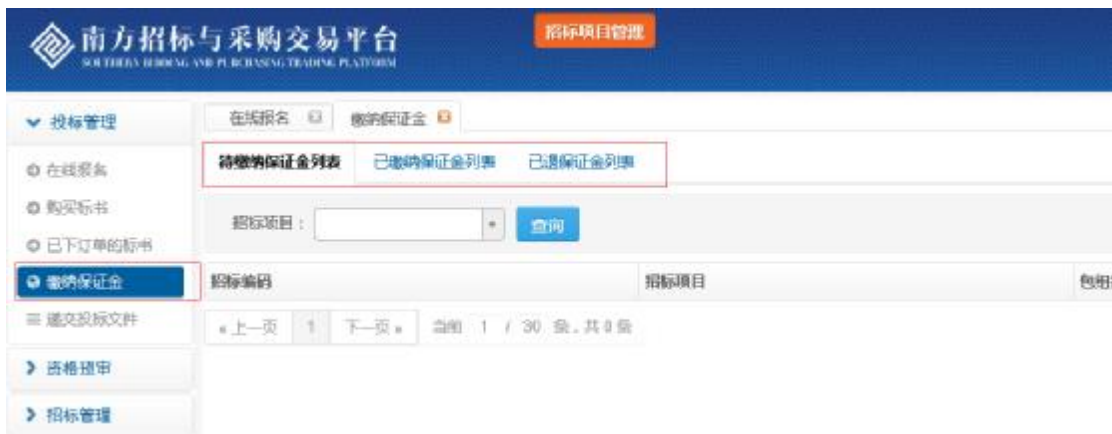 南方招标与采购交易平台
SOUTHERN BIDDING AND PURCHASING TRADING PLATFORM
招标项目管理
投标管理
在线报名
购买标书
已下订单的标书
缴纳保证金
递交投标文件
资格预审
招标管理
在线报名 缴纳保证金
待缴纳保证金列表 已缴纳保证金列表 已退保证金列表
招标项目： 查询
招标编码 招标项目
«上一页 1 下一页» 当前 1 / 30 条，共 0 条